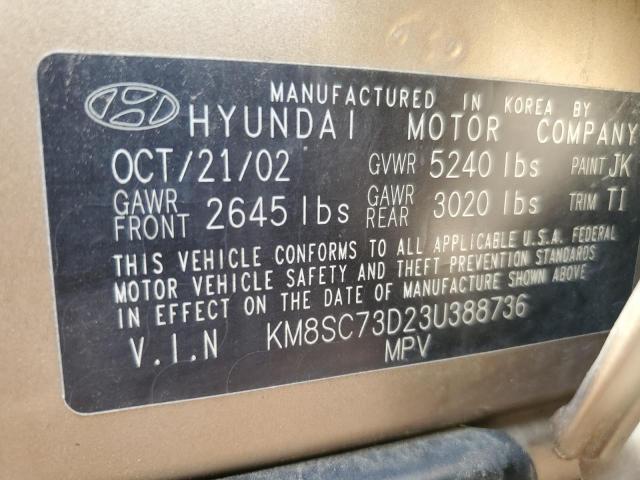 MANUFACTURED IN KOREA BY
HYUNDAI MOTOR COMPANY
OCT/21/02 GVWR 5240 lbs PAINT JK
GAWR FRONT 2645 lbs GAWR REAR 3020 lbs TRIM TI
THIS VEHICLE CONFORMS TO ALL APPLICABLE U.S.A. FEDERAL
MOTOR VEHICLE SAFETY AND THEFT PREVENTION STANDARDS
IN EFFECT ON THE DATE OF MANUFACTURE SHOWN ABOVE
V.I.N KM8SC73D23U388736
MPV